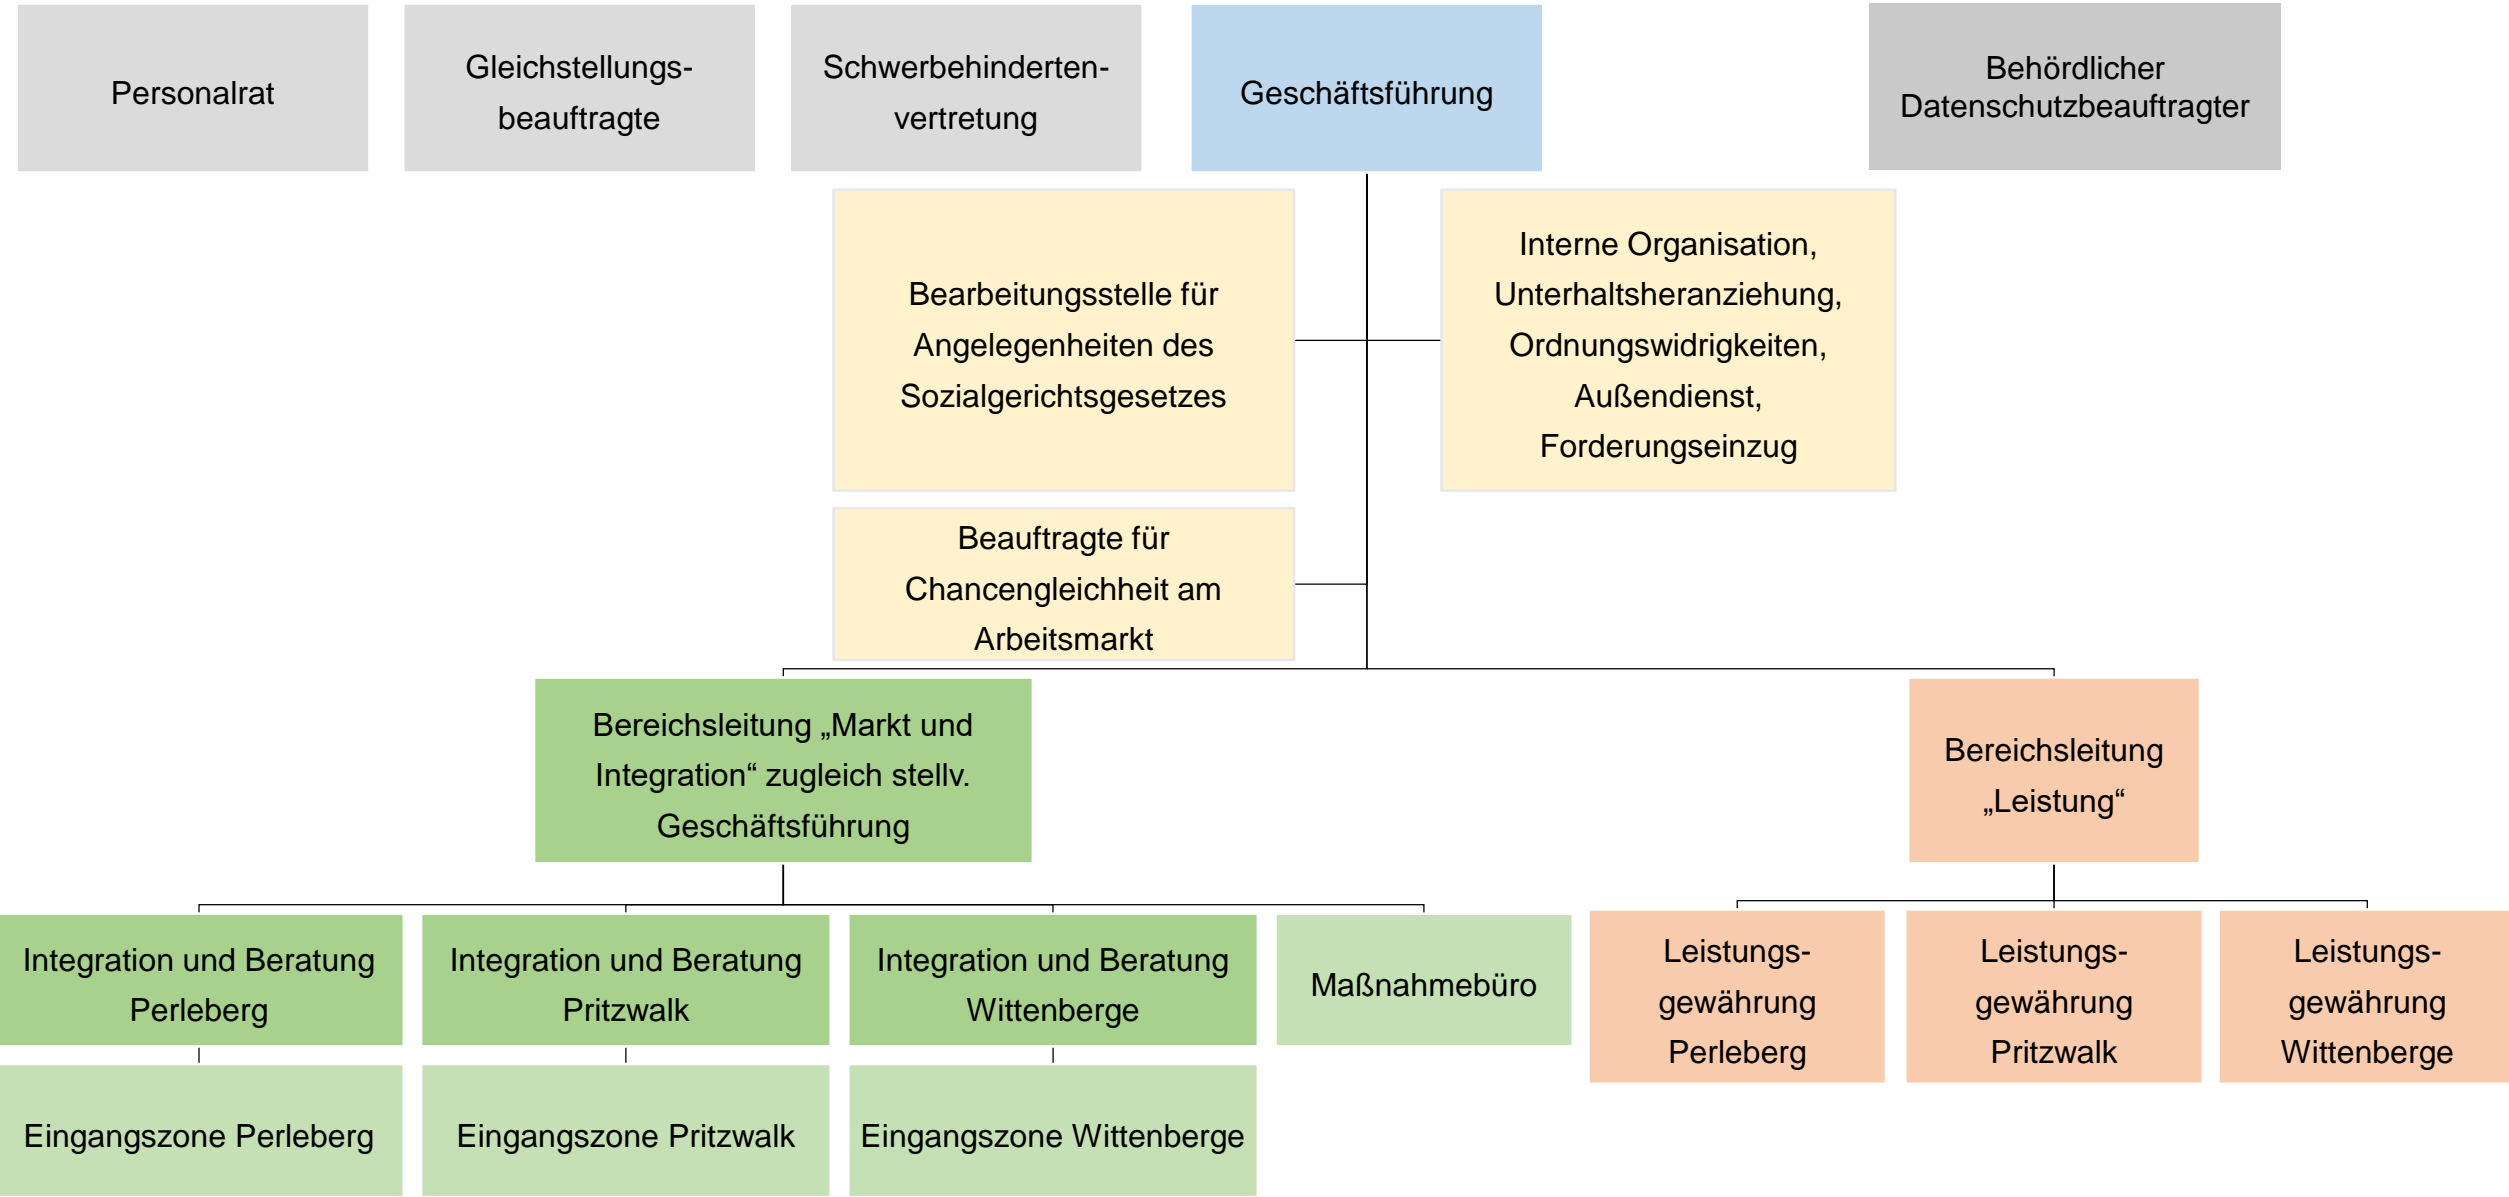 Personalrat
Gleichstellungs-
beauftragte
Schwerbehinderten-
vertretung
Geschäftsführung
Behördlicher
Datenschutzbeauftragter
Bearbeitungsstelle für
Angelegenheiten des
Sozialgerichtsgesetzes
Interne Organisation,
Unterhaltsheranziehung,
Ordnungswidrigkeiten,
Außendienst,
Forderungseinzug
Beauftragte für
Chancengleichheit am
Arbeitsmarkt
Bereichsleitung „Markt und
Integration“ zugleich stellv.
Geschäftsführung
Bereichsleitung
„Leistung“
Integration und Beratung
Perleberg
Integration und Beratung
Pritzwalk
Integration und Beratung
Wittenberge
Maßnahmebüro
Leistungs-
gewährung
Perleberg
Leistungs-
gewährung
Pritzwalk
Leistungs-
gewährung
Wittenberge
Eingangszone Perleberg
Eingangszone Pritzwalk
Eingangszone Wittenberge